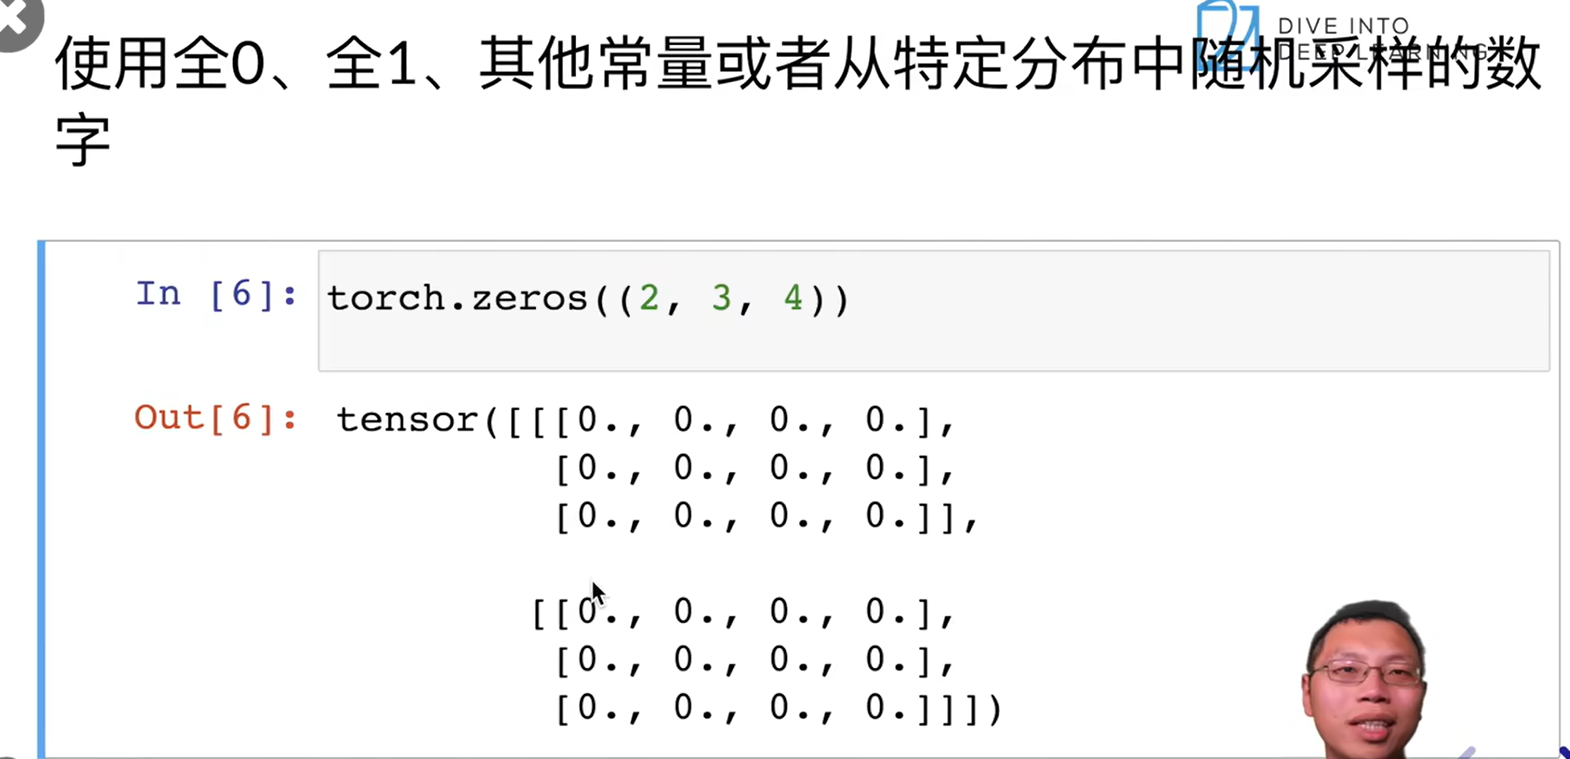 DIVE INTO
DEEP LEARNING
使用全0、全1、其他常量或者从特定分布中随机采样的数
字
In [6]: torch.zeros((2, 3, 4))
Out[6]: tensor([[[0., 0., 0., 0.],
[0., 0., 0., 0.],
[0., 0., 0., 0.]],
[[0., 0., 0., 0.],
[0., 0., 0., 0.],
[0., 0., 0., 0.]]])